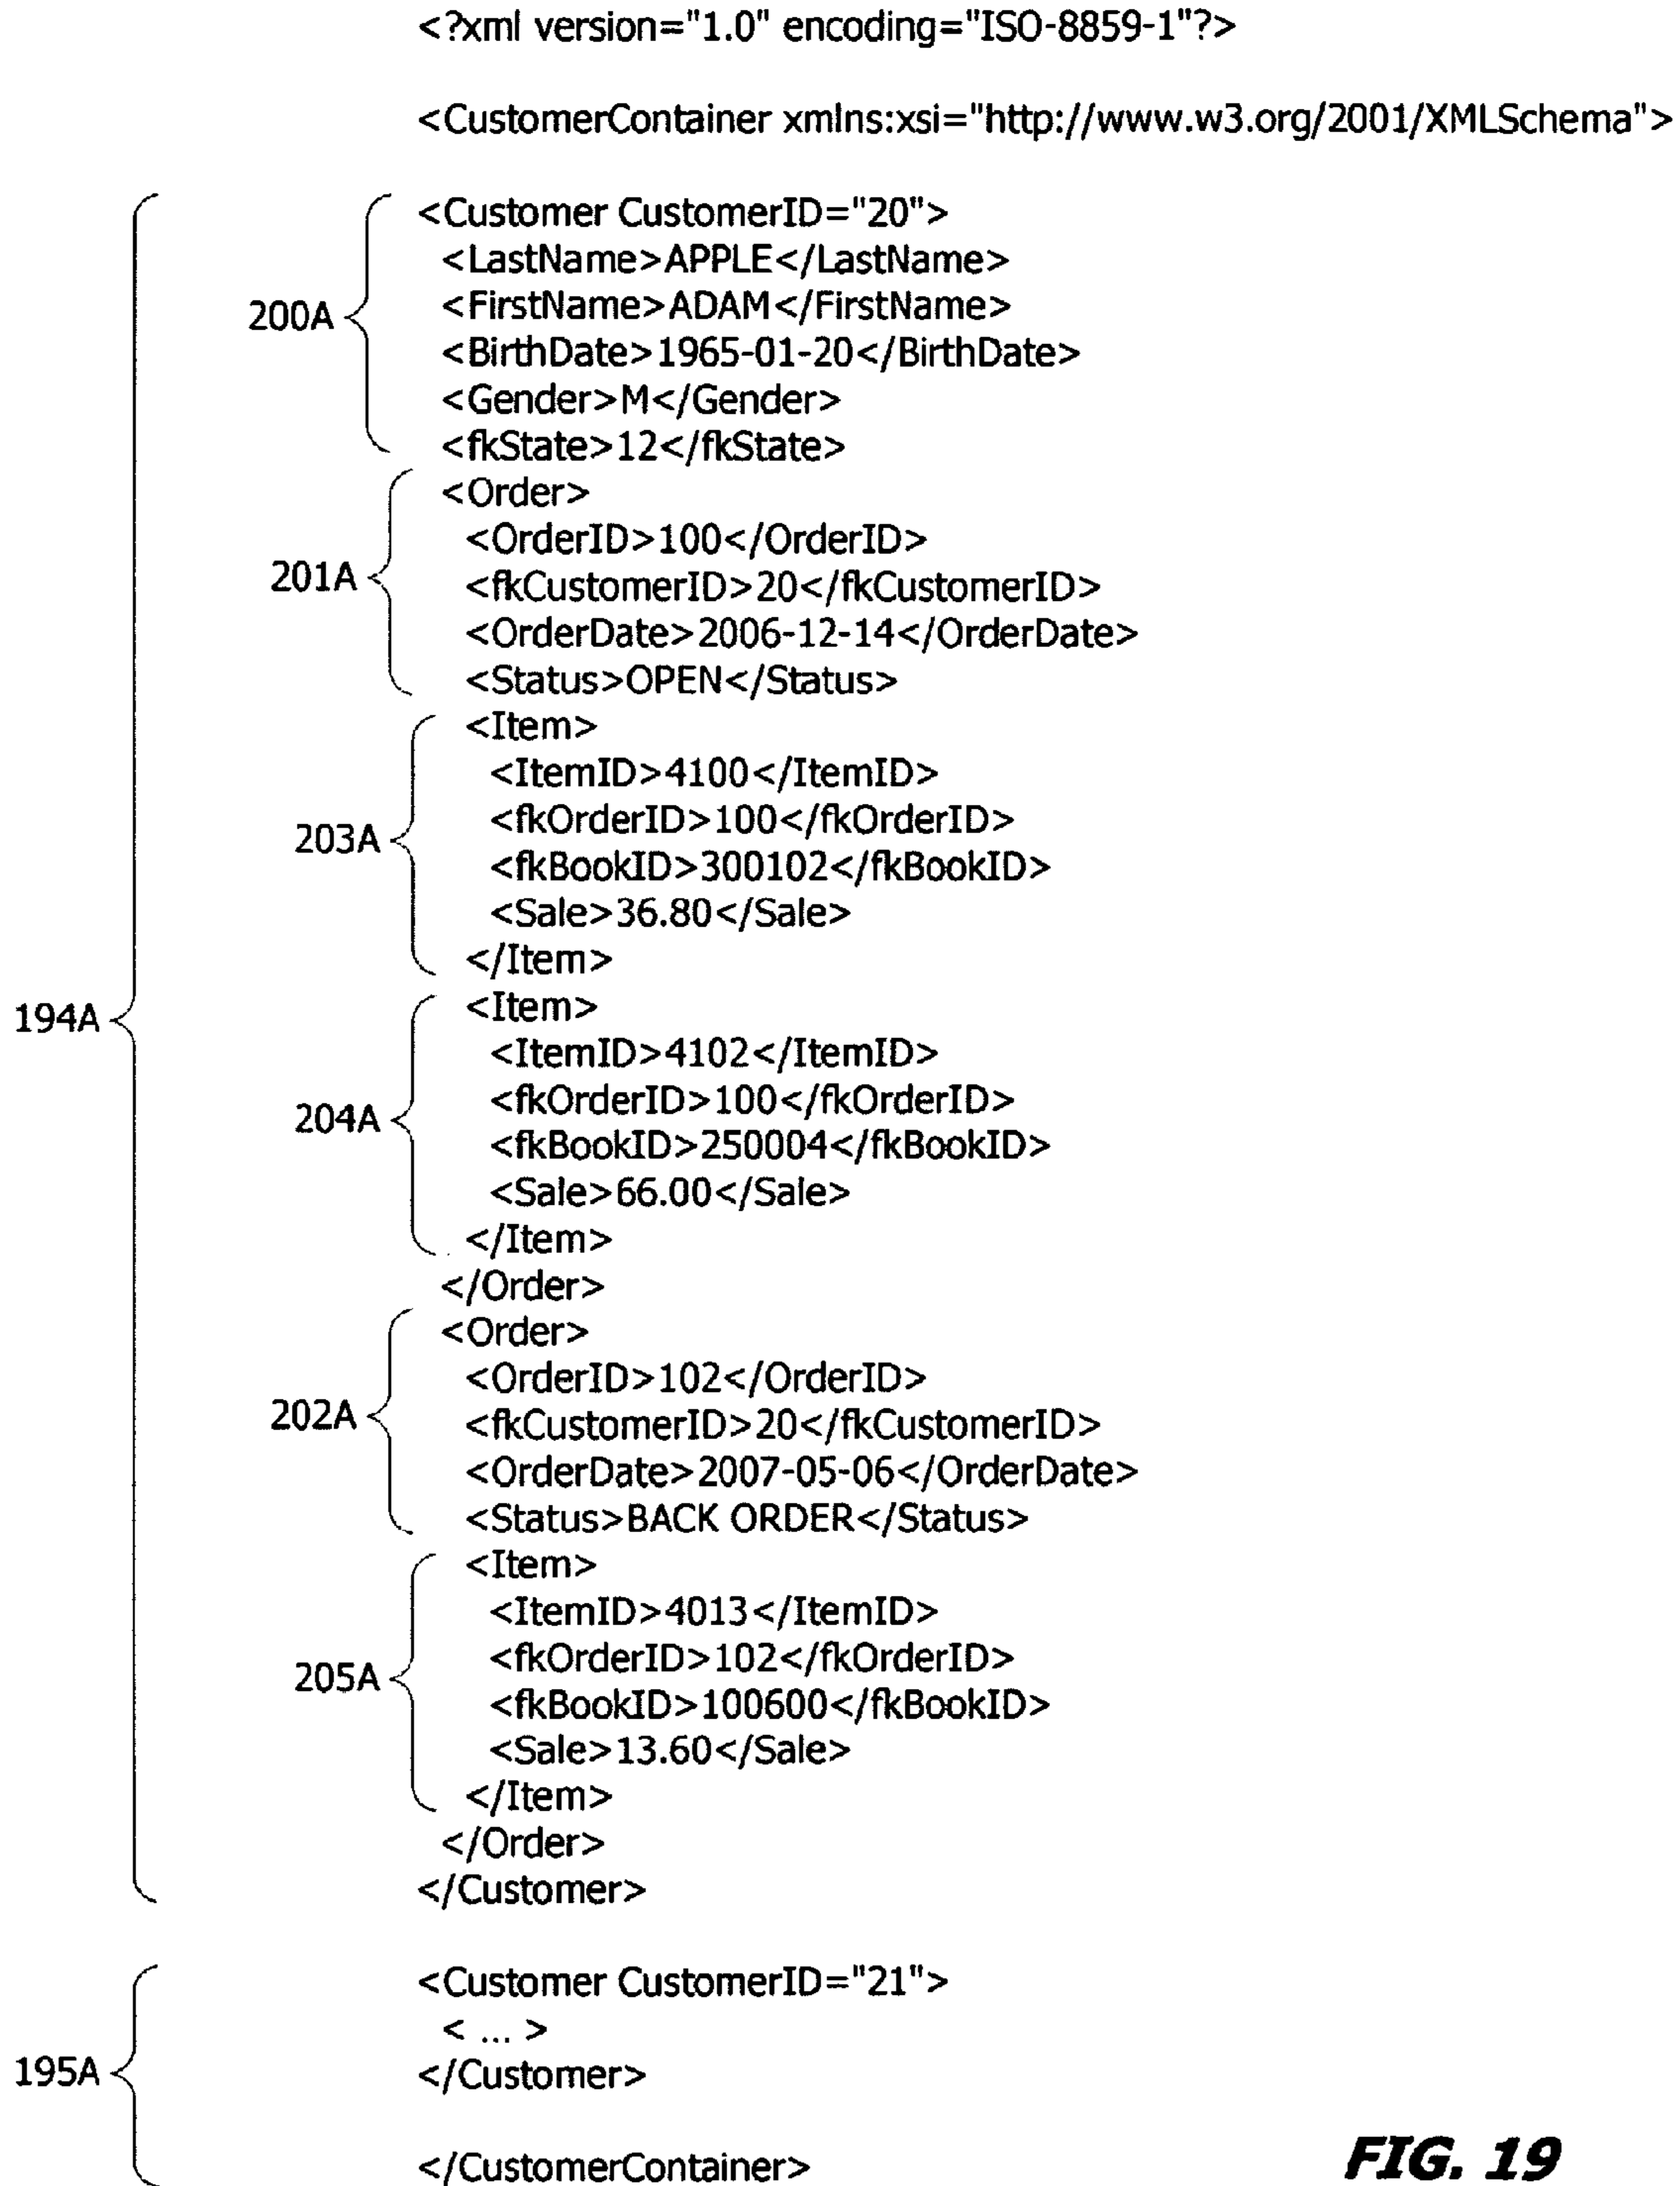 <?xml version="1.0" encoding="ISO-8859-1"?>
<CustomerContainer xmlns:xsi="http://www.w3.org/2001/XMLSchema">
<Customer CustomerID="20">
<LastName>APPLE</LastName>
<FirstName>ADAM</FirstName>
200A
<BirthDate>1965-01-20</BirthDate>
<Gender>M</Gender>
<fkState>12</fkState>
<Order>
<OrderID>100</OrderID>
201A
<fkCustomerID>20</fkCustomerID>
<OrderDate>2006-12-14</OrderDate>
<Status>OPEN</Status>
<Item>
<ItemID>4100</ItemID>
<fkOrderID>100</fkOrderID>
203A
<fkBookID>300102</fkBookID>
<Sale>36.80</Sale>
</Item>
194A
<Item>
<ItemID>4102</ItemID>
<fkOrderID>100</fkOrderID>
204A
<fkBookID>250004</fkBookID>
<Sale>66.00</Sale>
</Item>
</Order>
<Order>
<OrderID>102</OrderID>
202A
<fkCustomerID>20</fkCustomerID>
<OrderDate>2007-05-06</OrderDate>
<Status>BACK ORDER</Status>
<Item>
<ItemID>4013</ItemID>
<fkOrderID>102</fkOrderID>
205A
<fkBookID>100600</fkBookID>
<Sale>13.60</Sale>
</Item>
</Order>
</Customer>
<Customer CustomerID="21">
< ... >
195A
</Customer>
</CustomerContainer>
FIG. 19